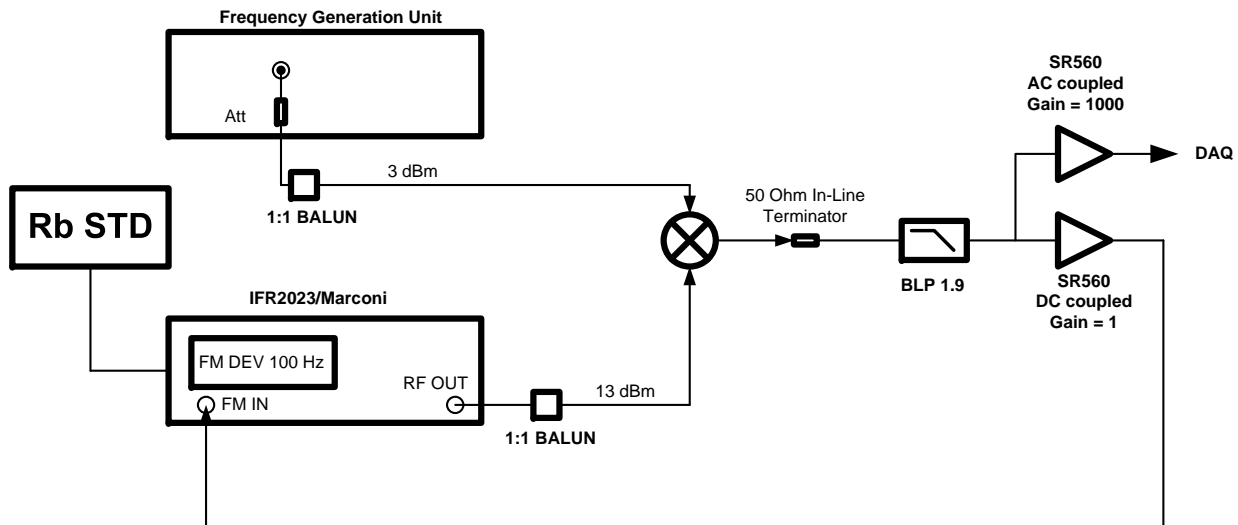 Frequency Generation Unit
Att
3 dBm
1:1 BALUN
Rb STD
50 Ohm In-Line
Terminator
BLP 1.9
SR560
AC coupled
Gain = 1000
DAQ
SR560
DC coupled
Gain = 1
IFR2023/Marconi
FM DEV 100 Hz
FM IN
RF OUT
13 dBm
1:1 BALUN